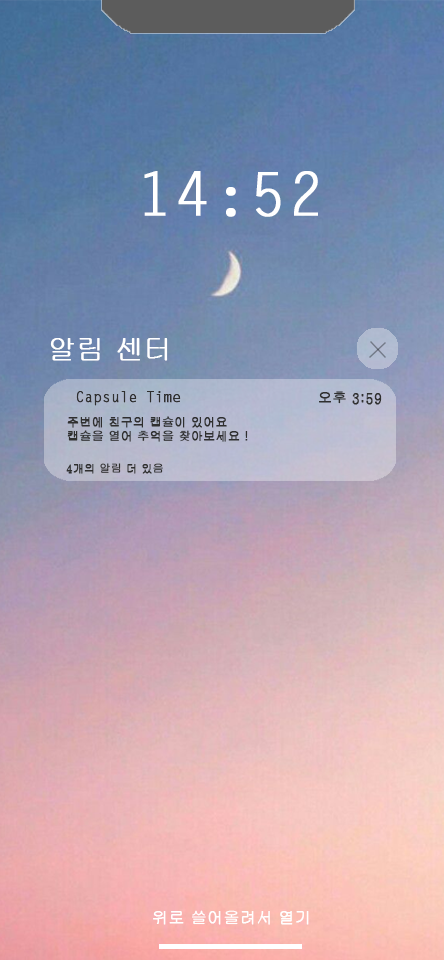 14:52
알림 센터
Capsule Time 오후 3:59
주변에 친구의 캡슐이 있어요
캡슐을 열어 추억을 찾아보세요 !
4개의 알림 더 있음
위로 쓸어올려서 열기